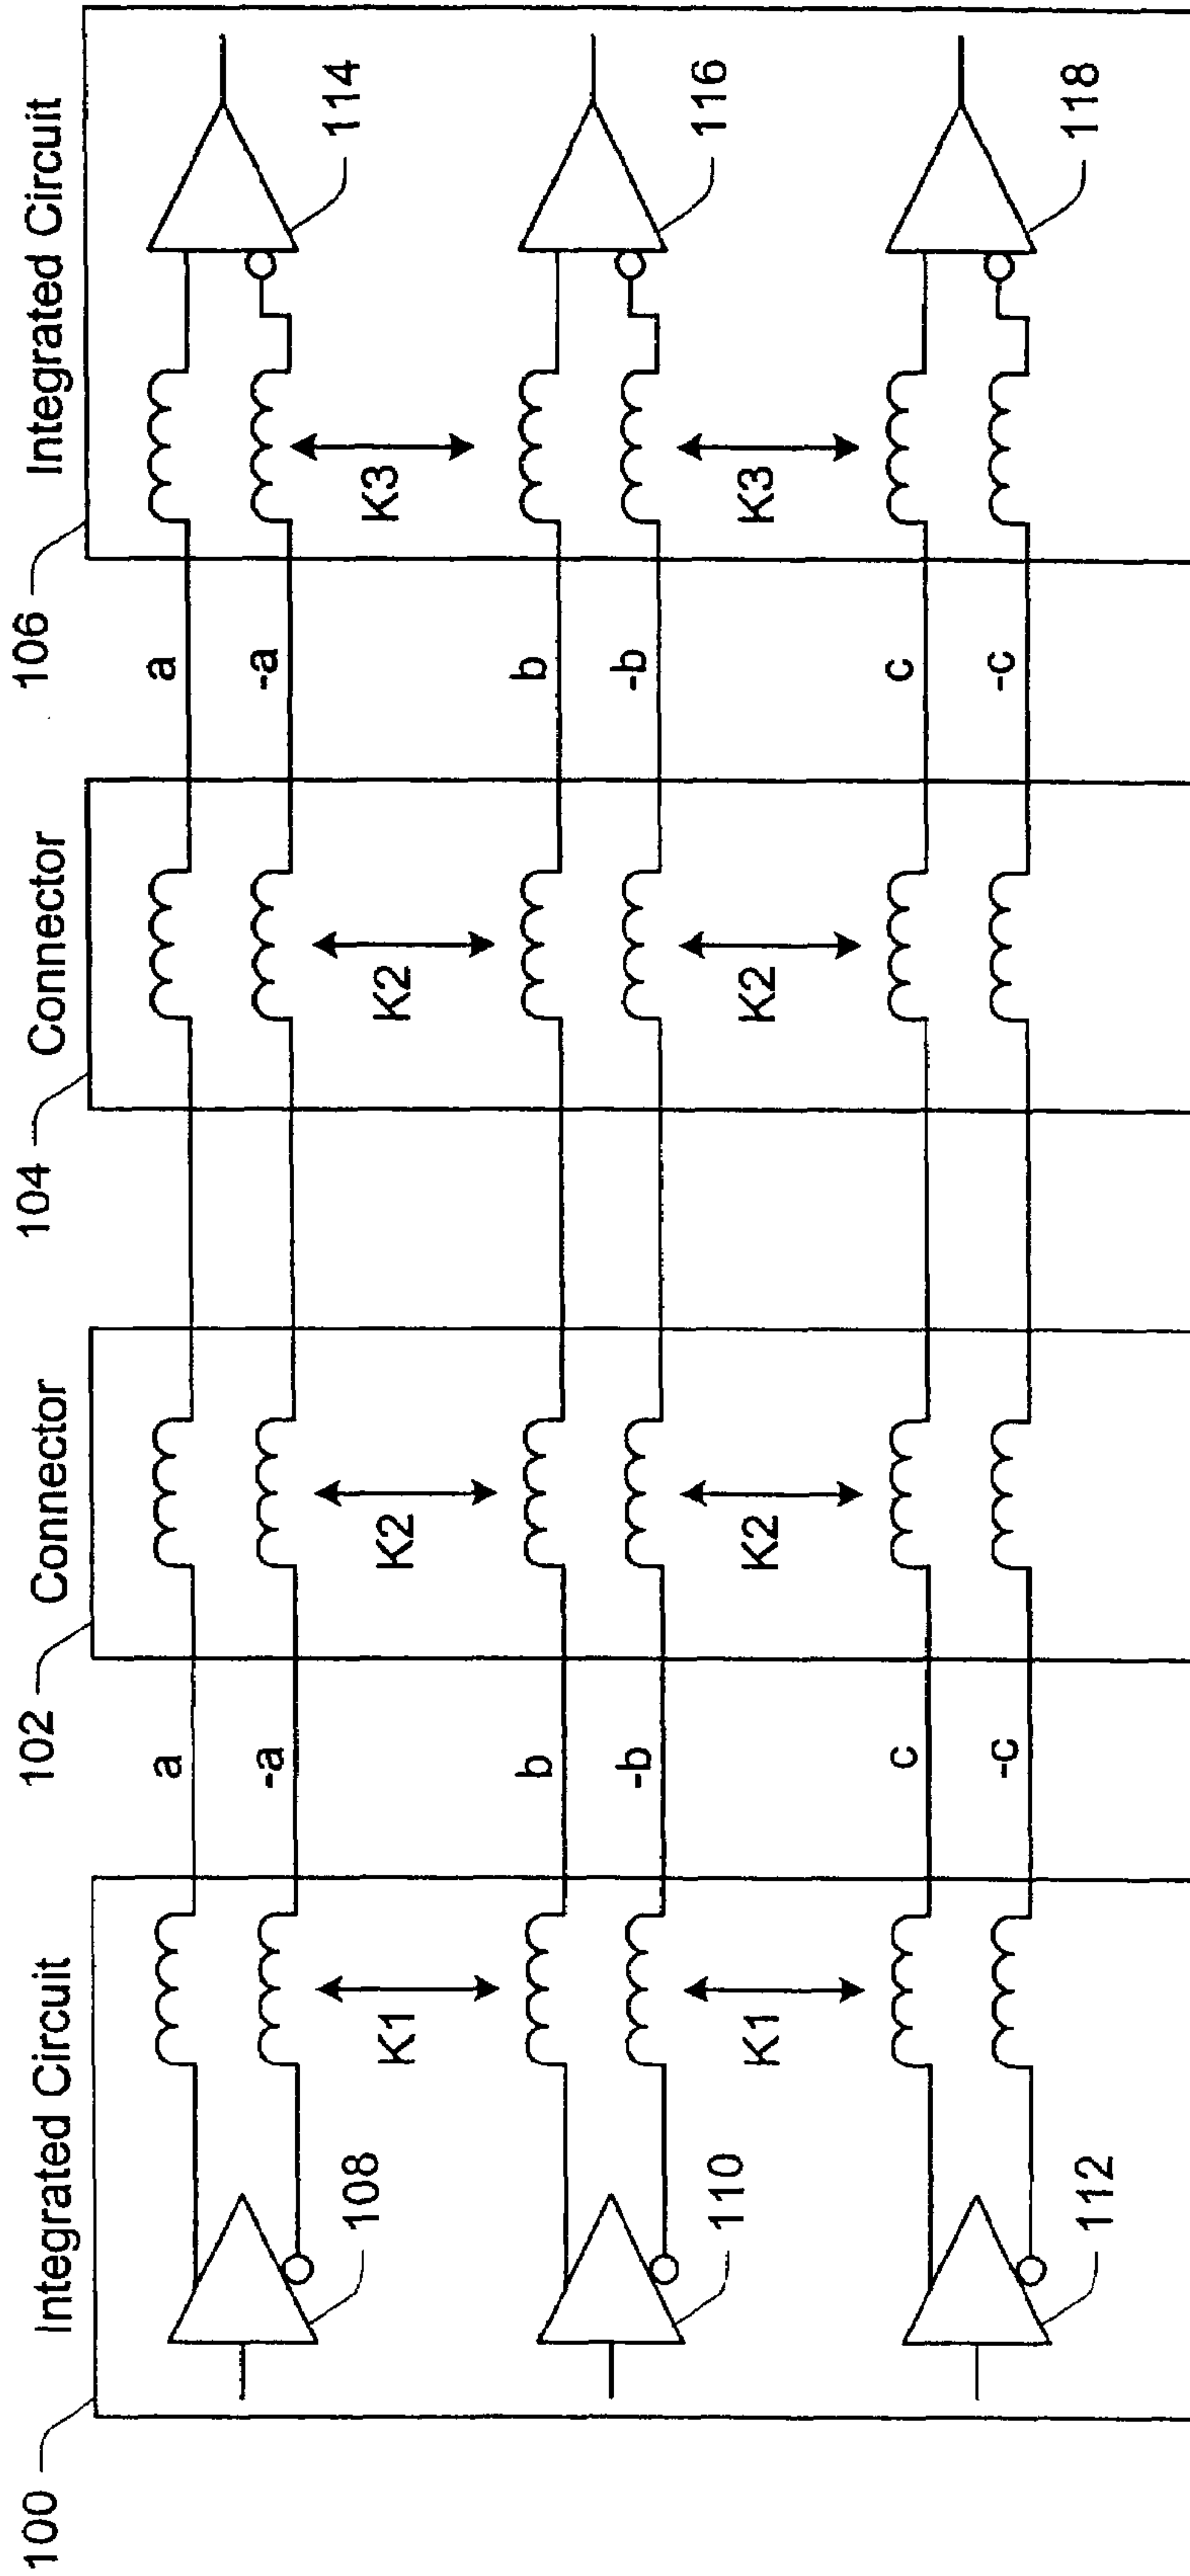 100
Integrated Circuit
102
Connector
104
Connector
106
Integrated Circuit
a
a
-a
-a
108
114
K1
K2
K2
K3
b
b
-b
-b
110
116
K1
K2
K2
K3
c
c
-c
-c
112
118